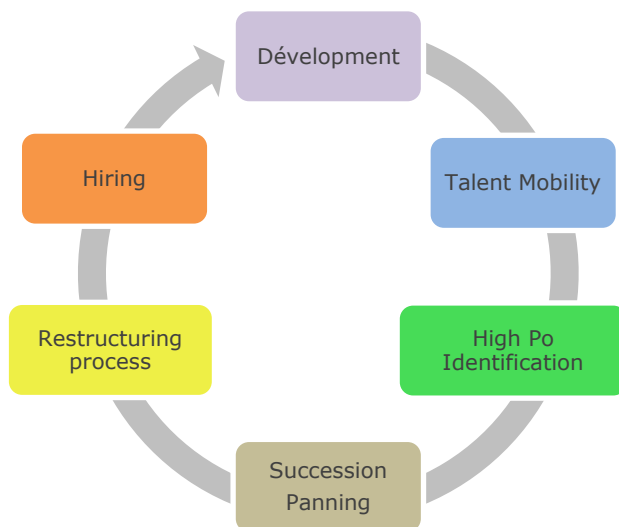 Dévelopment
Talent Mobility
High Po
Identification
Succession
Panning
Restructuring
process
Hiring